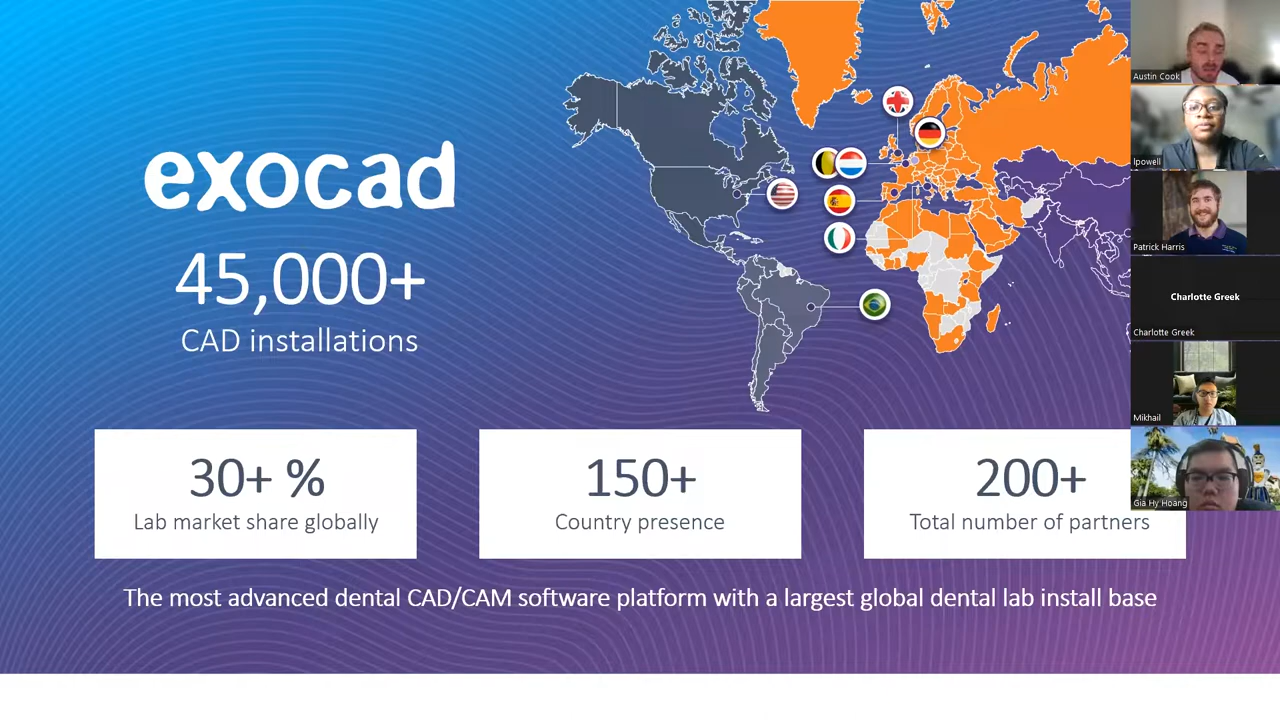 exocad
45,000+
CAD installations
30+ %
Lab market share globally
150+
Country presence
200+
Total number of partners
The most advanced dental CAD/CAM software platform with a largest global dental lab install base
Austin Cook
lpowell
Patrick Harris
Charlotte Greek
Charlotte Greek
Mikhail
Gia Hy Hoang